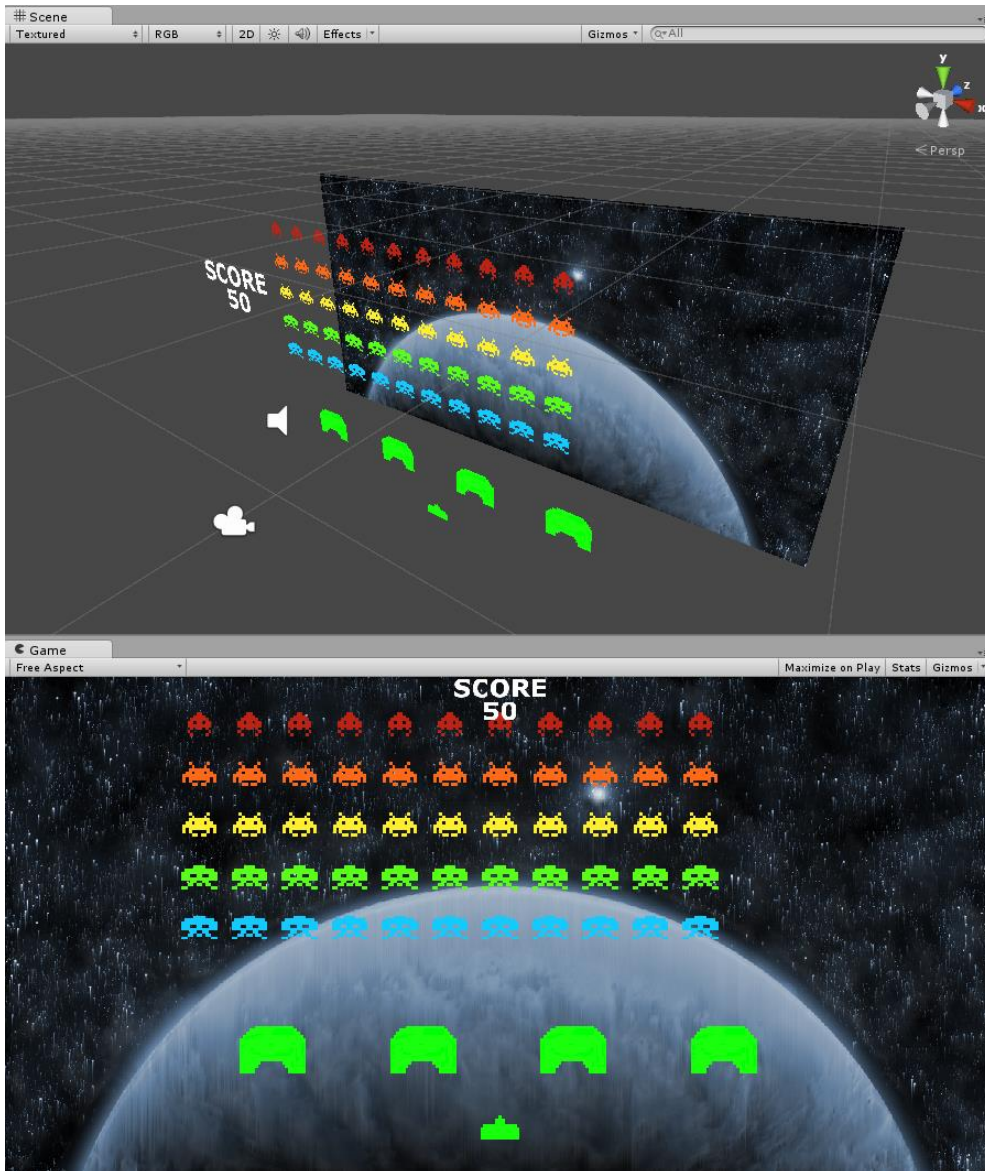 Scene
Textured RGB 2D Effects Gizmos All
y
z
x
Persp
SCORE
50
Game
Free Aspect Maximize on Play Stats Gizmos
SCORE
50